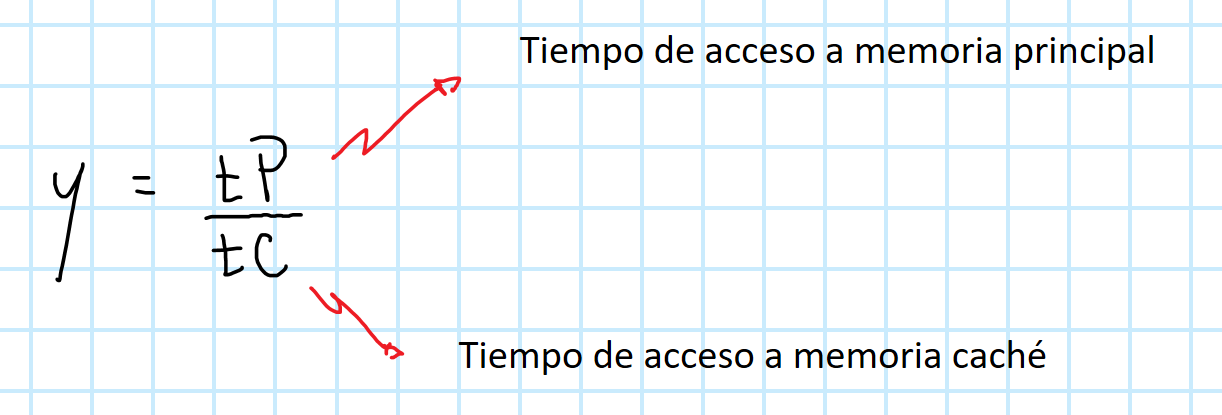 Tiempo de acceso a memoria principal
y = tP / tC
Tiempo de acceso a memoria caché